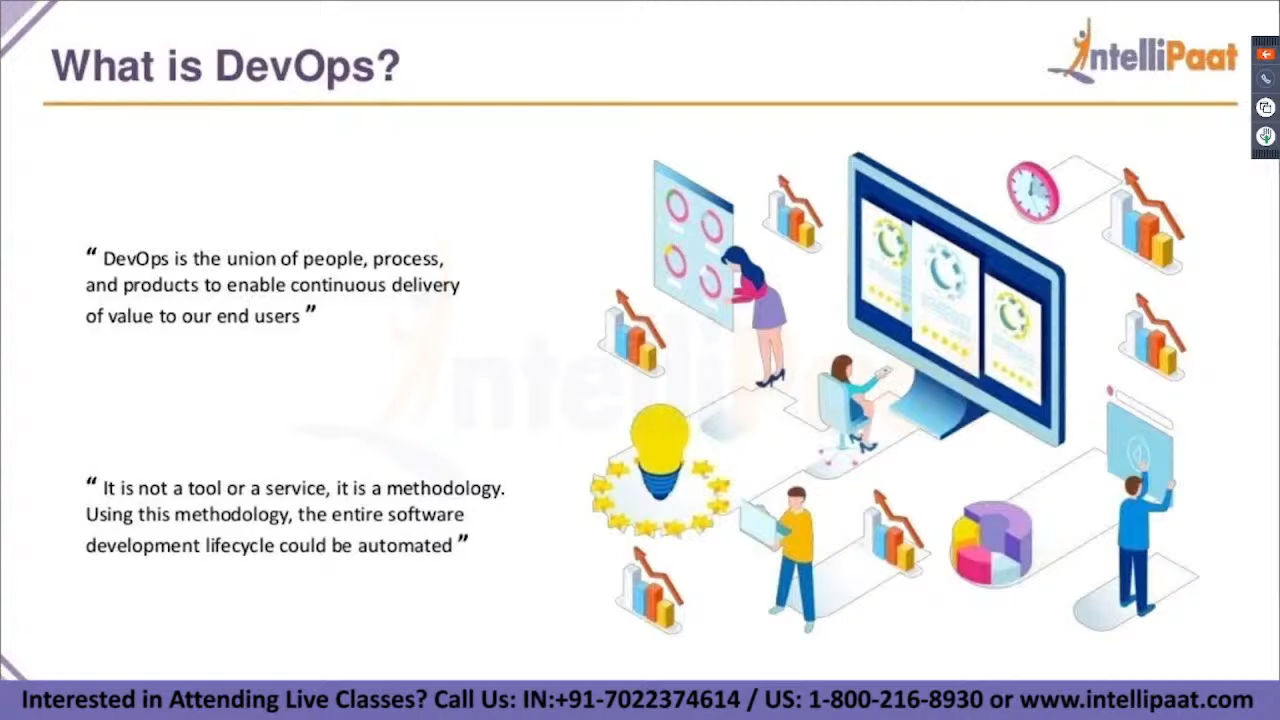 What is DevOps?
IntelliPaat
“ DevOps is the union of people, process,
and products to enable continuous delivery
of value to our end users ”
“ It is not a tool or a service, it is a methodology.
Using this methodology, the entire software
development lifecycle could be automated ”
Interested in Attending Live Classes? Call Us: IN:+91-7022374614 / US: 1-800-216-8930 or www.intellipaat.com